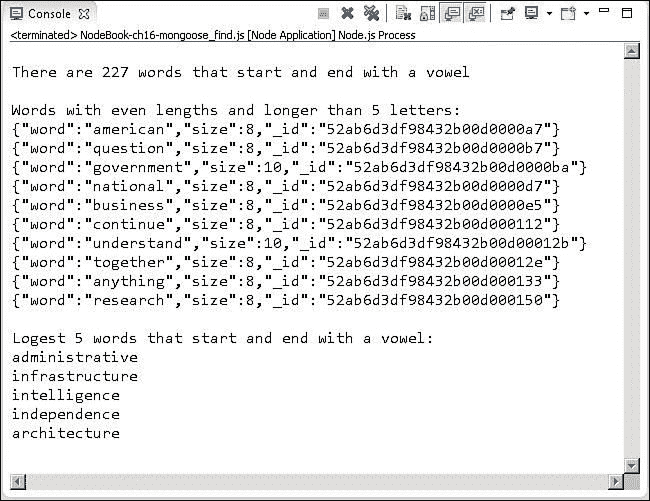 Console
<terminated> NodeBook-ch16-mongoose_find.js [Node Application] Node.js Process
There are 227 words that start and end with a vowel
Words with even lengths and longer than 5 letters:
{"word":"american","size":8,"_id":"52ab6d3df98432b00d0000a7"}
{"word":"question","size":8,"_id":"52ab6d3df98432b00d0000b7"}
{"word":"government","size":10,"_id":"52ab6d3df98432b00d0000ba"}
{"word":"national","size":8,"_id":"52ab6d3df98432b00d0000d7"}
{"word":"business","size":8,"_id":"52ab6d3df98432b00d0000e5"}
{"word":"continue","size":8,"_id":"52ab6d3df98432b00d000112"}
{"word":"understand","size":10,"_id":"52ab6d3df98432b00d00012b"}
{"word":"together","size":8,"_id":"52ab6d3df98432b00d00012e"}
{"word":"anything","size":8,"_id":"52ab6d3df98432b00d000133"}
{"word":"research","size":8,"_id":"52ab6d3df98432b00d000150"}
Logest 5 words that start and end with a vowel:
administrative
infrastructure
intelligence
independence
architecture